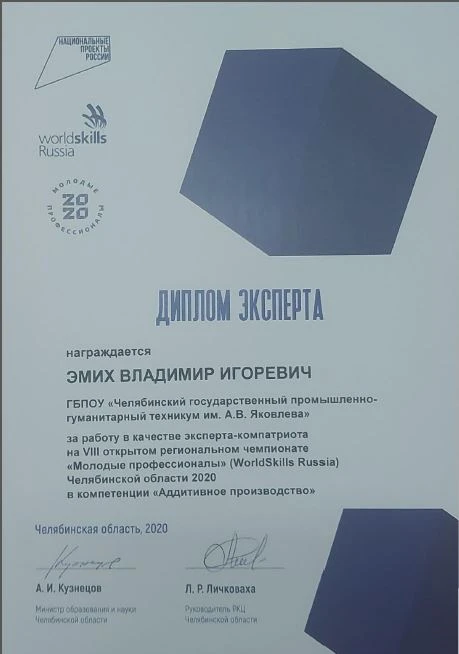 НАЦИОНАЛЬНЫЕ
ПРОЕКТЫ
РОССИИ
worldskills
Russia
МОЛОДЫЕ
2020
ПРОФЕССИОНАЛЫ
ДИПЛОМ ЭКСПЕРТА
награждается
ЭМИХ ВЛАДИМИР ИГОРЕВИЧ
ГБПОУ «Челябинский государственный промышленно-
гуманитарный техникум им. А.В. Яковлева»
за работу в качестве эксперта-компатриота
на VIII открытом региональном чемпионате
«Молодые профессионалы» (WorldSkills Russia)
Челябинской области 2020
в компетенции «Аддитивное производство»
Челябинская область, 2020
А. И. Кузнецов
Министр образования и науки
Челябинской области
Л. Р. Личковаха
Руководитель РКЦ
Челябинской области